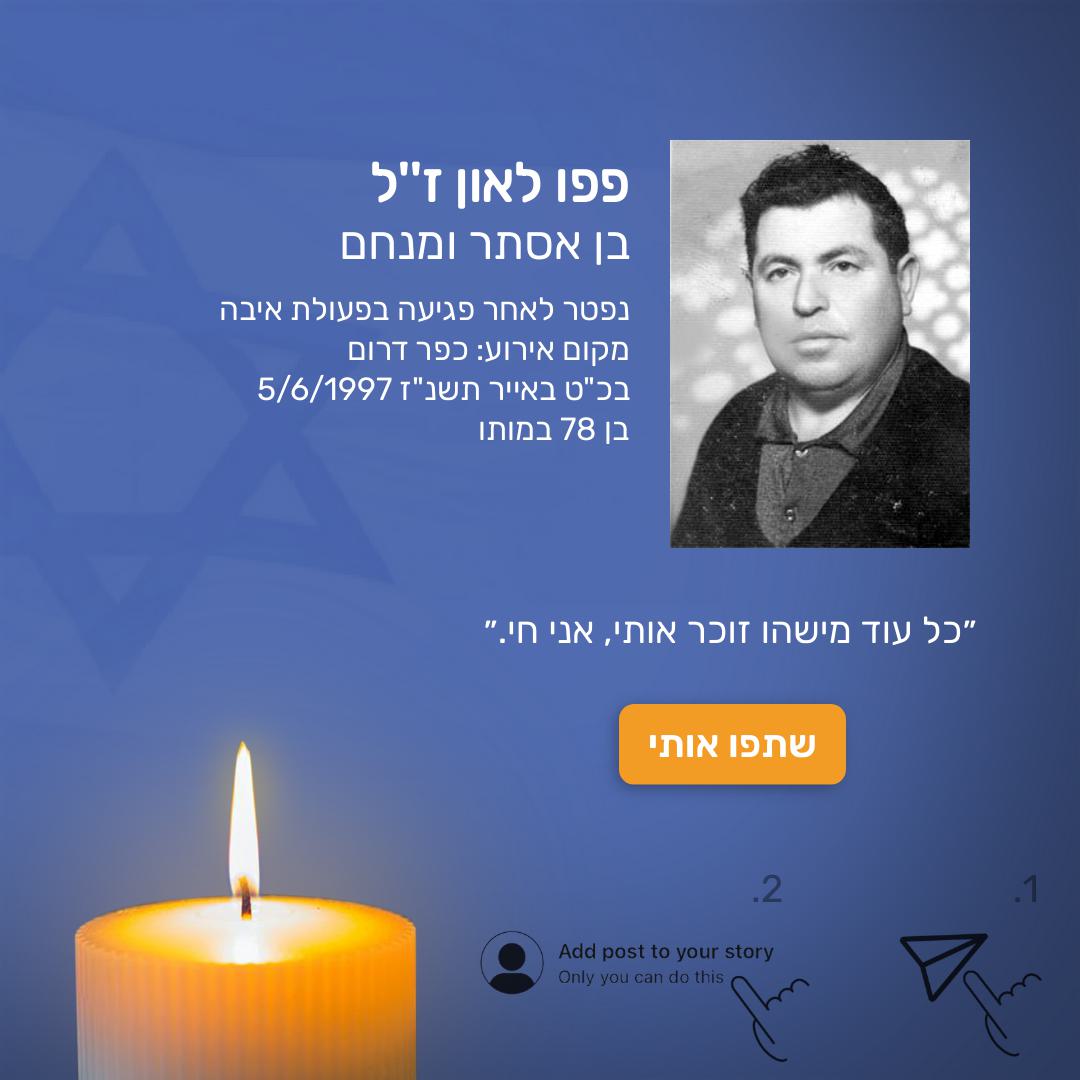 פפו לאון ז"ל
בן אסתר ומנחם
נפטר לאחר פגיעה בפעולת איבה
מקום אירוע: כפר דרום
בכ"ט באייר תשנ"ז 5/6/1997
בן 78 במותו
״כל עוד מישהו זוכר אותי, אני חי.״
שתפו אותי
1.
2.
Add post to your story
Only you can do this